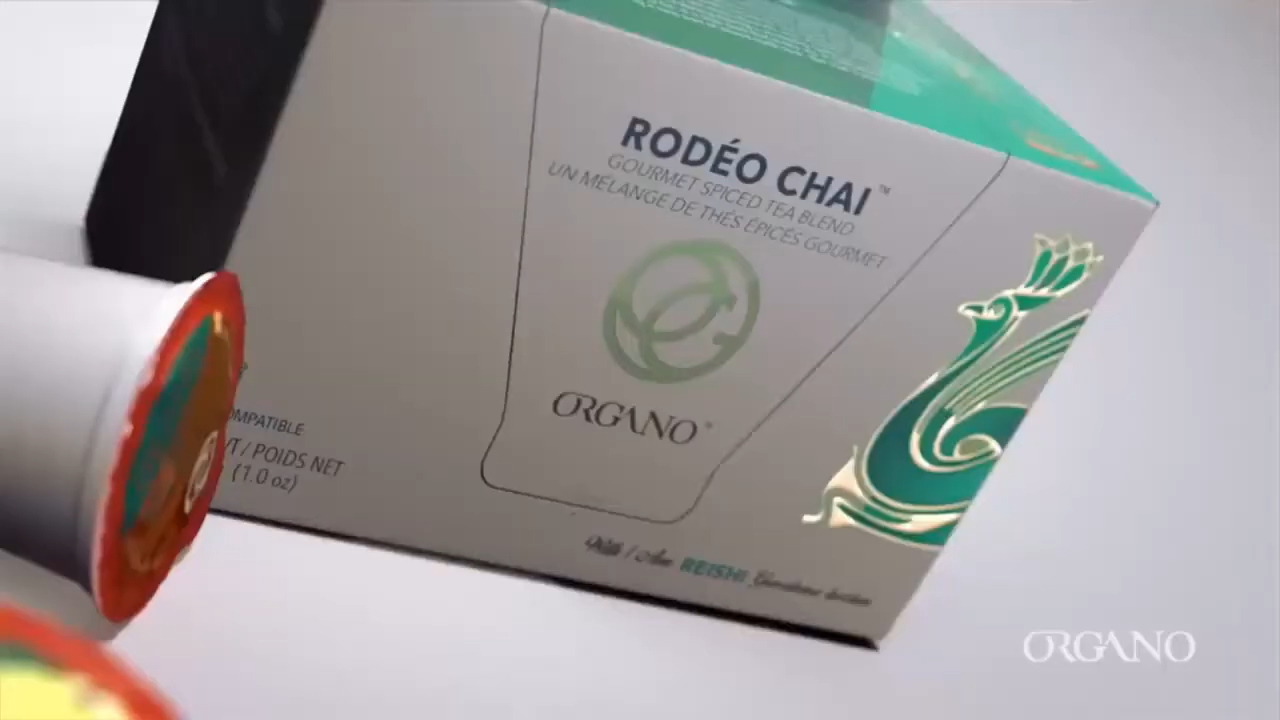 RODÉO CHAI™
GOURMET SPICED TEA BLEND
UN MÉLANGE DE THÉS ÉPICÉS GOURMET
ORGANO®
OMPATIBLE
/T / POIDS NET
(1.0 oz)
REISHI
ORGANO